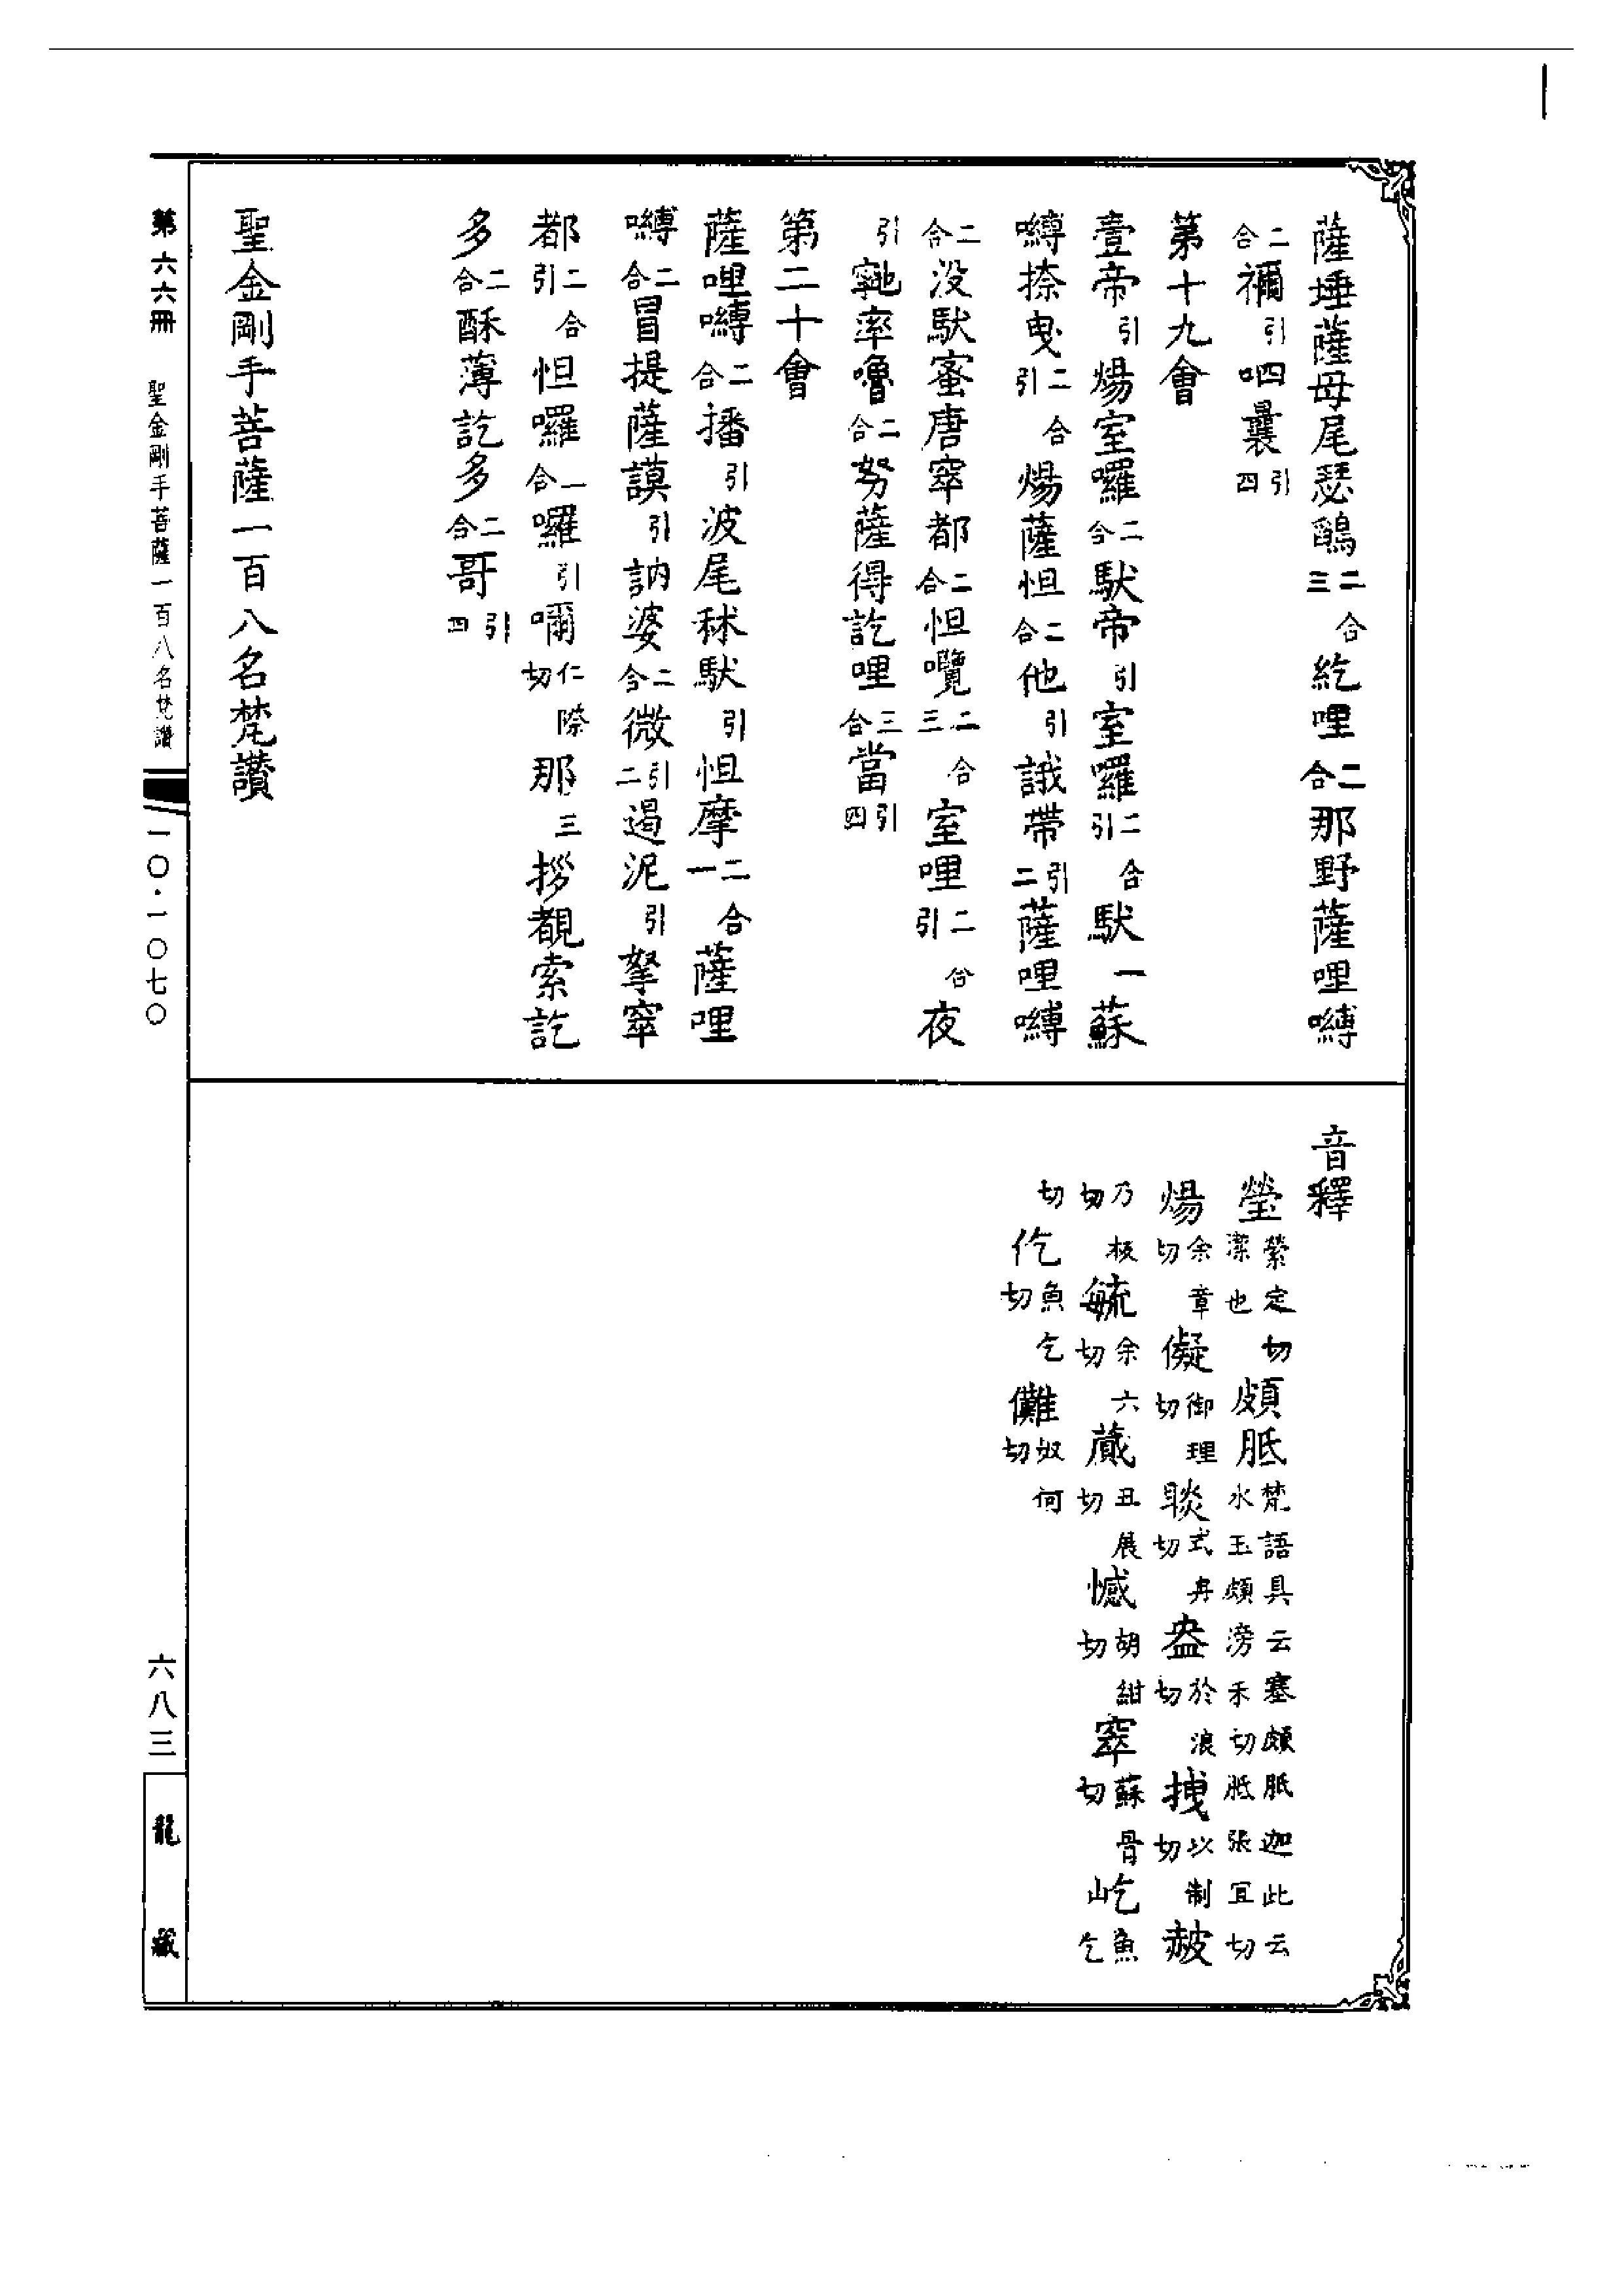 薩埵薩母尾瑟鷁二合三紇哩二合那野薩哩嚩
二合禰引呬曩引四
第十九會
壹帝引煬室囉二合䭾帝引室囉二合引䭾一蘇
嚩捺曳二合引煬薩怛二合他引誐帶引二薩哩嚩
二合没䭾蜜唐窣都二合怛囕二合三室哩二合引夜
引馳率嚕二合努薩得訖哩三合當引四
第二十會
薩哩嚩二合播引波尾秫䭾引怛摩二合一薩哩
嚩二合冒提薩謨引訥婆二合微引二遏泥引拏窣
都二合引怛囉二合囉引嚩仁際切那三拶覩索訖
多二合酥薄訖多二合哥引四
聖金剛手菩薩一百八名梵讚
音釋
瑩縈定切潔也頗胝梵語具云塞頗胝迦此云水玉頗滂禾切胝張宜切
煬余章切儗御理切睒式冉切盎於浪切拽以制切赧
乃板切毓余六切蕆丑展切憾胡紺切窣蘇骨切屹魚乞
切仡魚乞切儺奴何切
第六六冊 聖金剛手菩薩一百八名梵讚 一〇·一〇七〇 六八三 龍藏